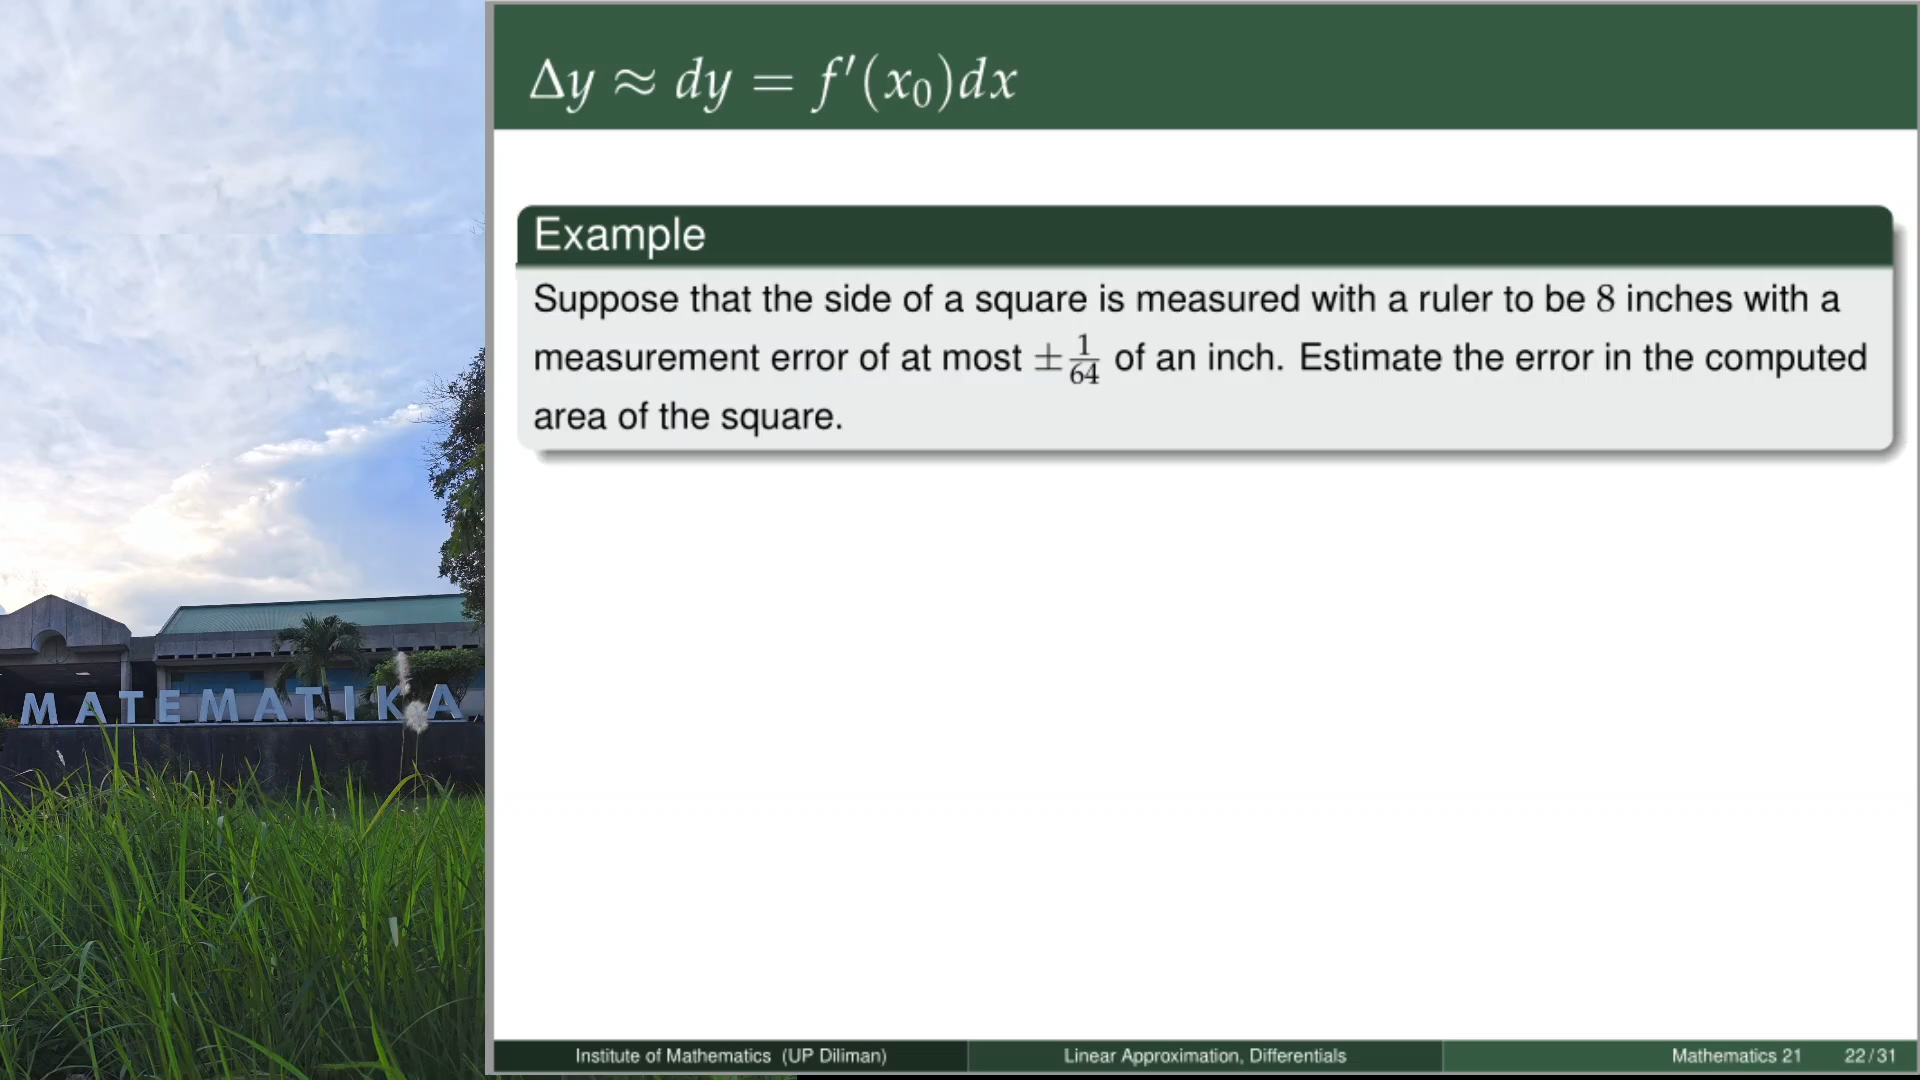 Δy ≈ dy = f′(x₀)dx
Example
Suppose that the side of a square is measured with a ruler to be 8 inches with a
measurement error of at most ±1/64 of an inch. Estimate the error in the computed
area of the square.
MATEMATIKA
Institute of Mathematics (UP Diliman) Linear Approximation, Differentials Mathematics 21 22/31